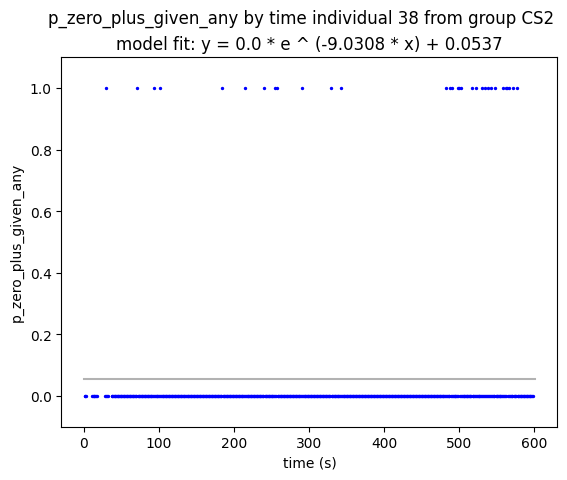 p_zero_plus_given_any by time individual 38 from group CS2
model fit: y = 0.0 * e ^ (-9.0308 * x) + 0.0537
1.0
0.8
0.6
0.4
0.2
0.0
p_zero_plus_given_any
0 100 200 300 400 500 600
time (s)